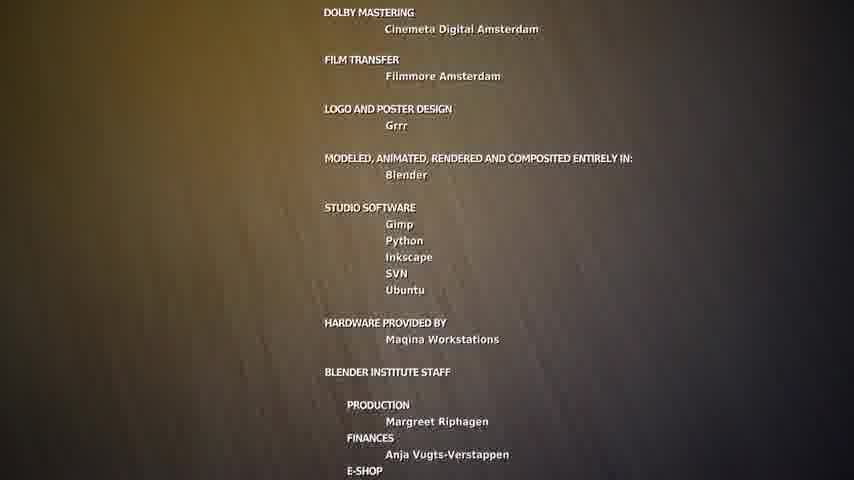 DOLBY MASTERING
Cinemeta Digital Amsterdam
FILM TRANSFER
Filmmore Amsterdam
LOGO AND POSTER DESIGN
Grrr
MODELED, ANIMATED, RENDERED AND COMPOSITED ENTIRELY IN:
Blender
STUDIO SOFTWARE
Gimp
Python
Inkscape
SVN
Ubuntu
HARDWARE PROVIDED BY
Maqina Workstations
BLENDER INSTITUTE STAFF
PRODUCTION
Margreet Riphagen
FINANCES
Anja Vugts-Verstappen
E-SHOP